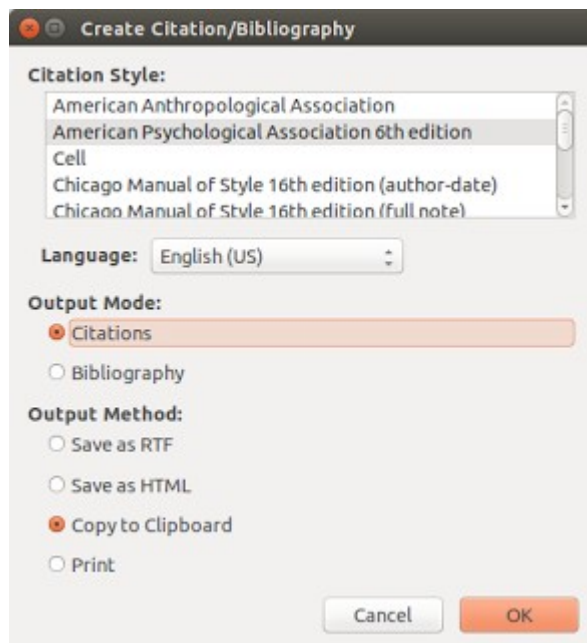 Create Citation/Bibliography
Citation Style:
American Anthropological Association
American Psychological Association 6th edition
Cell
Chicago Manual of Style 16th edition (author-date)
Chicago Manual of Style 16th edition (full note)
Language: English (US)
Output Mode:
Citations
Bibliography
Output Method:
Save as RTF
Save as HTML
Copy to Clipboard
Print
Cancel OK